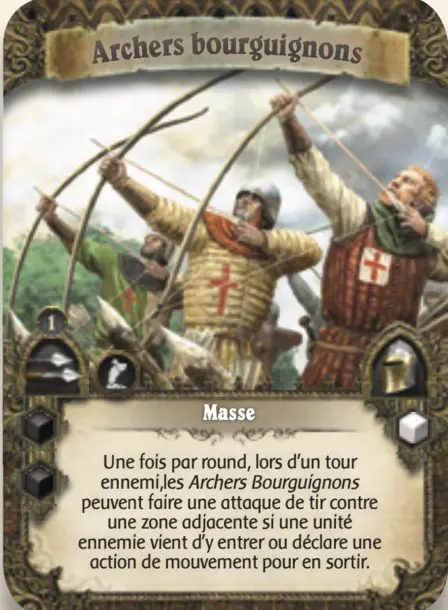 Archers bourguignons
1
Masse
Une fois par round, lors d'un tour
ennemi,les Archers Bourguignons
peuvent faire une attaque de tir contre
une zone adjacente si une unité
ennemie vient d'y entrer ou déclare une
action de mouvement pour en sortir.